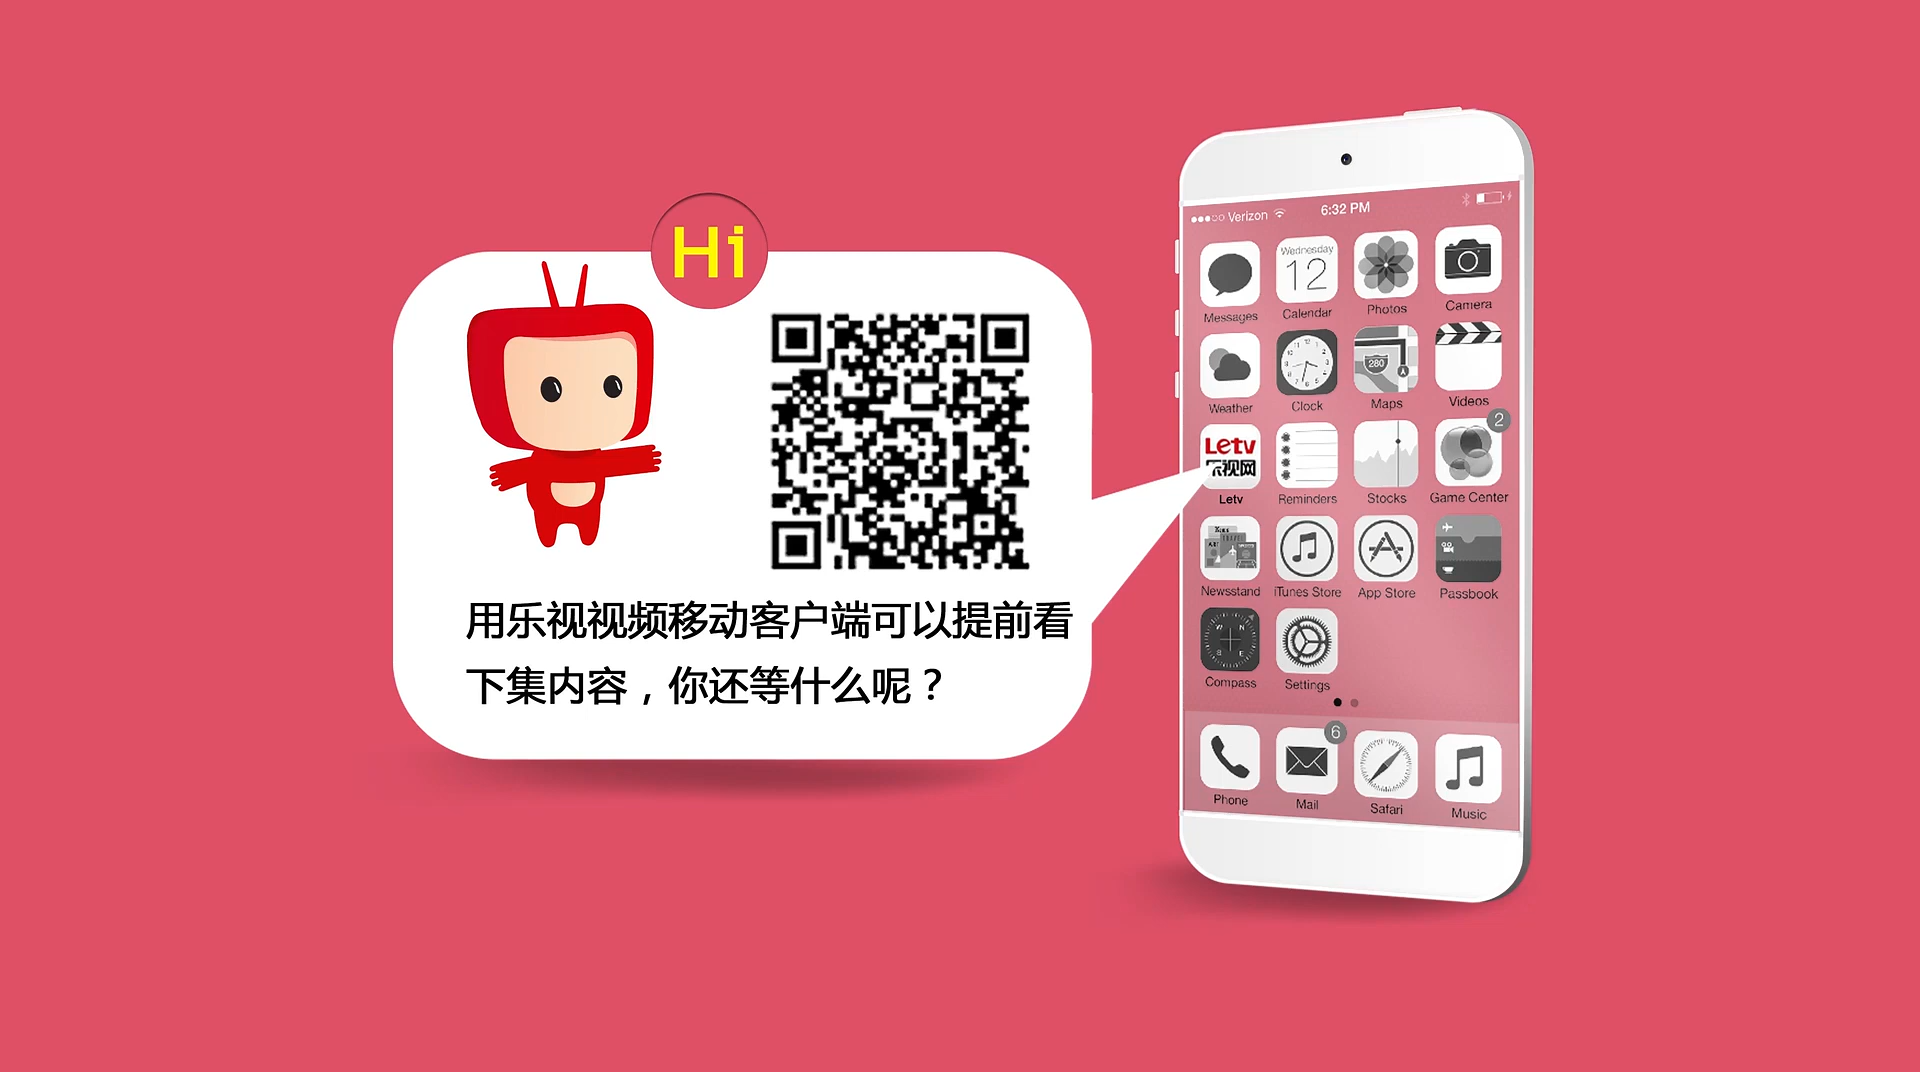 Hi
用乐视视频移动客户端可以提前看
下集内容，你还等什么呢？
Verizon
6:32 PM
Messages
Wednesday
12
Calendar
Photos
Camera
Weather
Clock
280
Maps
Videos
Letv
乐视网
Letv
Reminders
Stocks
2
Game Center
Newsstand
iTunes Store
App Store
Passbook
W N
S E
Compass
Settings
Phone
6
Mail
Safari
Music